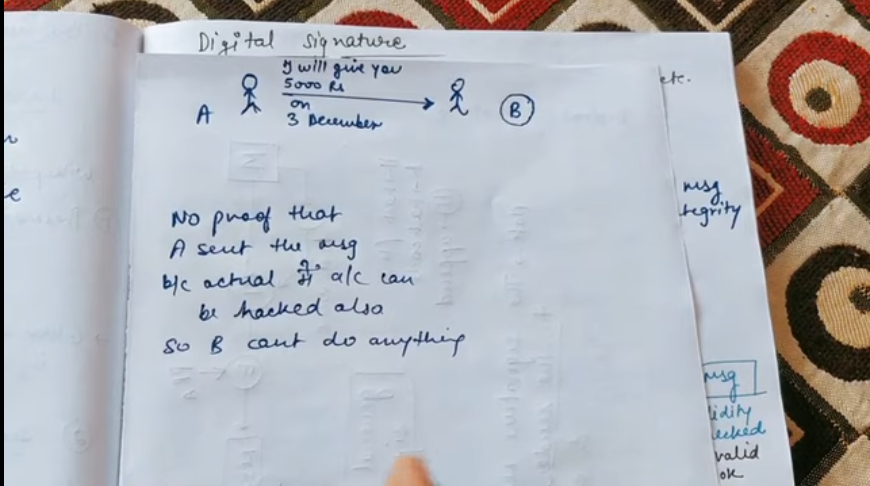 Digital Signature
I will give you
5000 Rs
on
3 December
A
B
No proof that
A sent the msg
b/c actual a/c can
be hacked also
So B cant do anything
etc.
msg
tegrity
msg
lidity
ecked
valid
ok
e